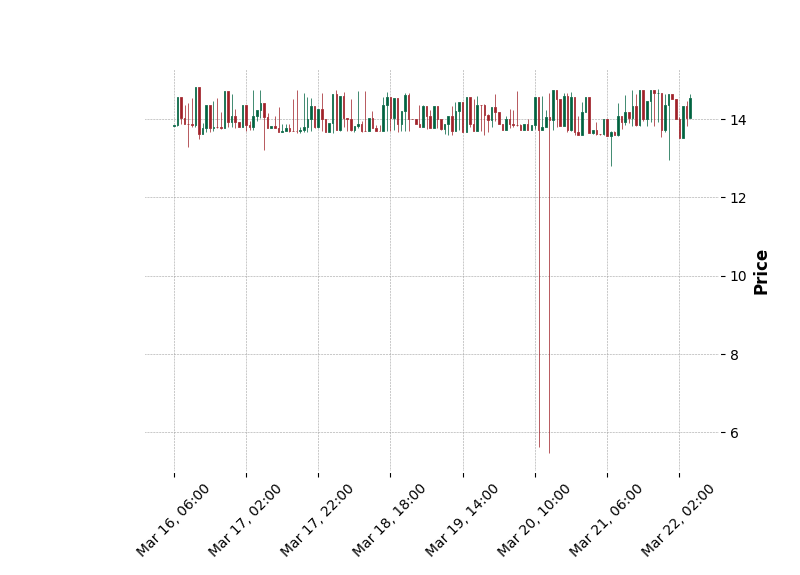 14
12
10
8
6
Price
Mar 16, 06:00
Mar 17, 02:00
Mar 17, 22:00
Mar 18, 18:00
Mar 19, 14:00
Mar 20, 10:00
Mar 21, 06:00
Mar 22, 02:00